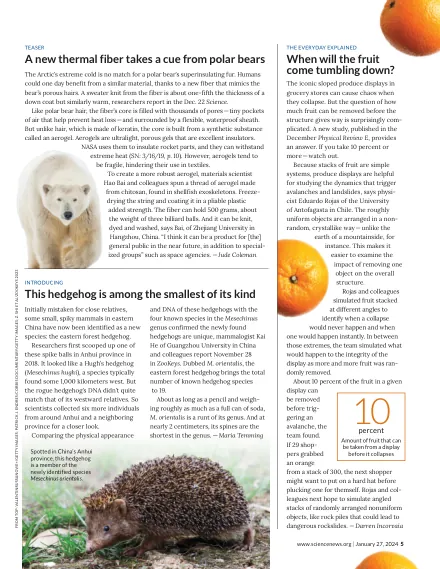 TEASER
A new thermal fiber takes a cue from polar bears
The Arctic's extreme cold is no match for a polar bear's superinsulating fur. Humans
could one day benefit from a similar material, thanks to a new fiber that mimics the
bear's porous hairs. A sweater knit from the fiber is about one-fifth the thickness of a
down coat but similarly warm, researchers report in the Dec. 22 Science.
Like polar bear hair, the fiber's core is filled with thousands of pores — tiny pockets
of air that help prevent heat loss — and surrounded by a flexible, waterproof sheath.
But unlike hair, which is made of keratin, the core is built from a synthetic substance
called an aerogel. Aerogels are ultralight, porous gels that are excellent insulators.
NASA uses them to insulate rocket parts, and they can withstand
extreme heat (SN: 3/16/19, p. 10). However, aerogels tend to
be fragile, hindering their use in textiles.
To create a more robust aerogel, materials scientist
Hao Bai and colleagues spun a thread of aerogel made
from chitosan, found in shellfish exoskeletons. Freeze-
drying the string and coating it in a pliable plastic
added strength. The fiber can hold 500 grams, about
the weight of three billiard balls. And it can be knit,
dyed and washed, says Bai, of Zhejiang University in
Hangzhou, China. "I think it can be a product for [the]
general public in the near future, in addition to special-
ized groups" such as space agencies. — Jude Coleman
INTRODUCING
This hedgehog is among the smallest of its kind
Initially mistaken for close relatives,
some small, spiky mammals in eastern
China have now been identified as a new
species: the eastern forest hedgehog.
Researchers first scooped up one of
these spike balls in Anhui province in
2018. It looked like a Hugh's hedgehog
(Mesechinus hughi), a species typically
found some 1,000 kilometers west. But
the rogue hedgehog's DNA didn't quite
match that of its westward relatives. So
scientists collected six more individuals
from around Anhui and a neighboring
province for a closer look.
Comparing the physical appearance
and DNA of these hedgehogs with the
four known species in the Mesechinus
genus confirmed the newly found
hedgehogs are unique, mammologist Kai
He of Guangzhou University in China
and colleagues report November 28
in ZooKeys. Dubbed M. orientalis, the
eastern forest hedgehog brings the total
number of known hedgehog species
to 19.
About as long as a pencil and weigh-
ing roughly as much as a full can of soda,
M. orientalis is a runt of its genus. And at
nearly 2 centimeters, its spines are the
shortest in the genus. — Maria Temming
Spotted in China's Anhui
province, this hedgehog
is a member of the
newly identified species
Mesechinus orientalis.
THE EVERYDAY EXPLAINED
When will the fruit
come tumbling down?
The iconic sloped produce displays in
grocery stores can cause chaos when
they collapse. But the question of how
much fruit can be removed before the
structure gives way is surprisingly com-
plicated. A new study, published in the
December Physical Review E, provides
an answer. If you take 10 percent or
more — watch out.
Because stacks of fruit are simple
systems, produce displays are helpful
for studying the dynamics that trigger
avalanches and landslides, says physi-
cist Eduardo Rojas of the University
of Antofagasta in Chile. The roughly
uniform objects are arranged in a non-
random, crystallike way — unlike the
earth of a mountainside, for
instance. This makes it
easier to examine the
impact of removing one
object on the overall
structure.
Rojas and colleagues
simulated fruit stacked
at different angles to
identify when a collapse
would never happen and when
one would happen instantly. In between
those extremes, the team simulated what
would happen to the integrity of the
display as more and more fruit was ran-
domly removed.
About 10 percent of the fruit in a given
display can
be removed
before trig-
gering an
avalanche, the
team found.
If 29 shop-
pers grabbed
an orange
from a stack of 300, the next shopper
might want to put on a hard hat before
plucking one for themself. Rojas and col-
leagues next hope to simulate angled
stacks of randomly arranged nonuniform
objects, like rock piles that could lead to
dangerous rockslides. — Darren Incorvaia
10
percent
Amount of fruit that can
be taken from a display
before it collapses
www.sciencenews.org | January 27, 2024 5